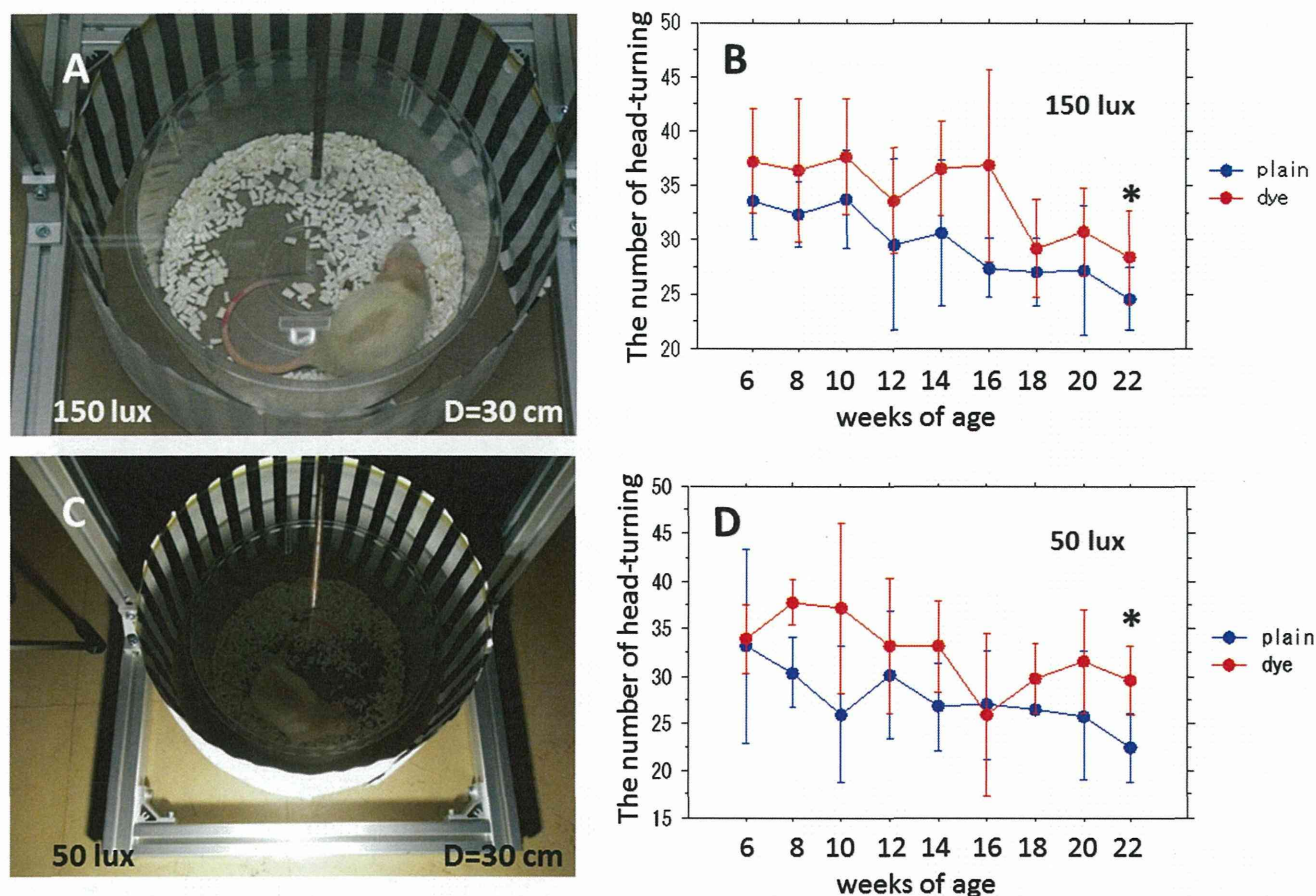 A
150 lux
D=30 cm
B
150 lux
The number of head-turning
50
45
40
35
30
25
20
6 8 10 12 14 16 18 20 22
weeks of age
*
plain
dye
C
50 lux
D=30 cm
D
50 lux
The number of head-turning
50
45
40
35
30
25
20
15
6 8 10 12 14 16 18 20 22
weeks of age
*
plain
dye